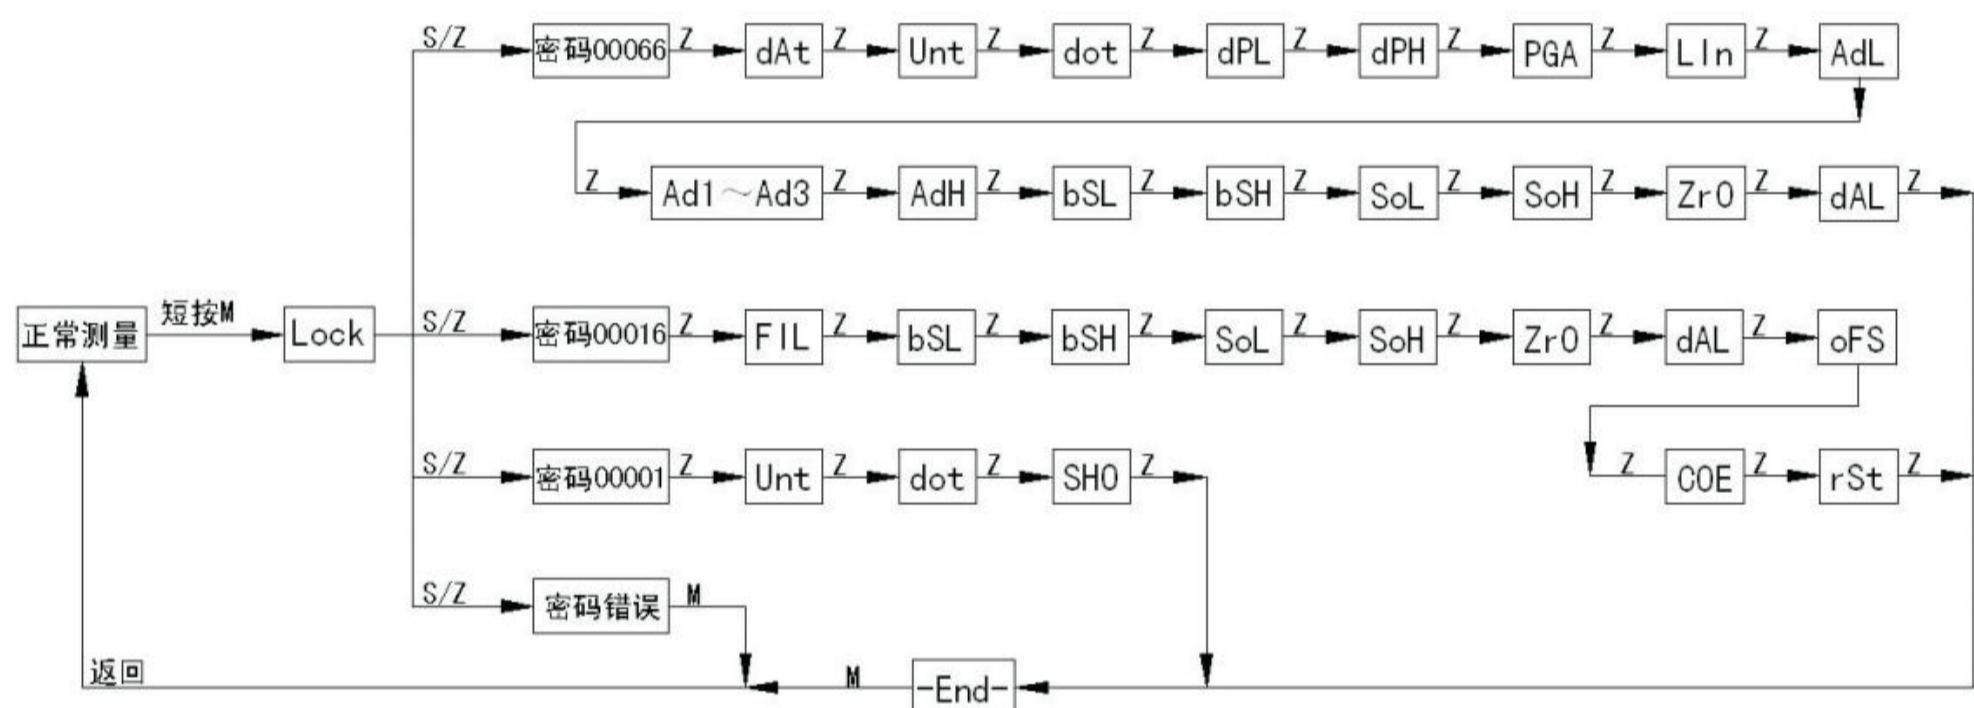 S/Z 密码00066 Z dAt Z Unt Z dot Z dPL Z dPH Z PGA Z LIn Z AdL
Z Ad1～Ad3 Z AdH Z bSL Z bSH Z SoL Z SoH Z Zr0 Z dAL Z
正常测量 短按M Lock S/Z 密码00016 Z FIL Z bSL Z bSH Z SoL Z SoH Z Zr0 Z dAL Z oFS
S/Z 密码00001 Z Unt Z dot Z SH0 Z Z COE Z rSt Z
S/Z 密码错误 M
返回 M -End-